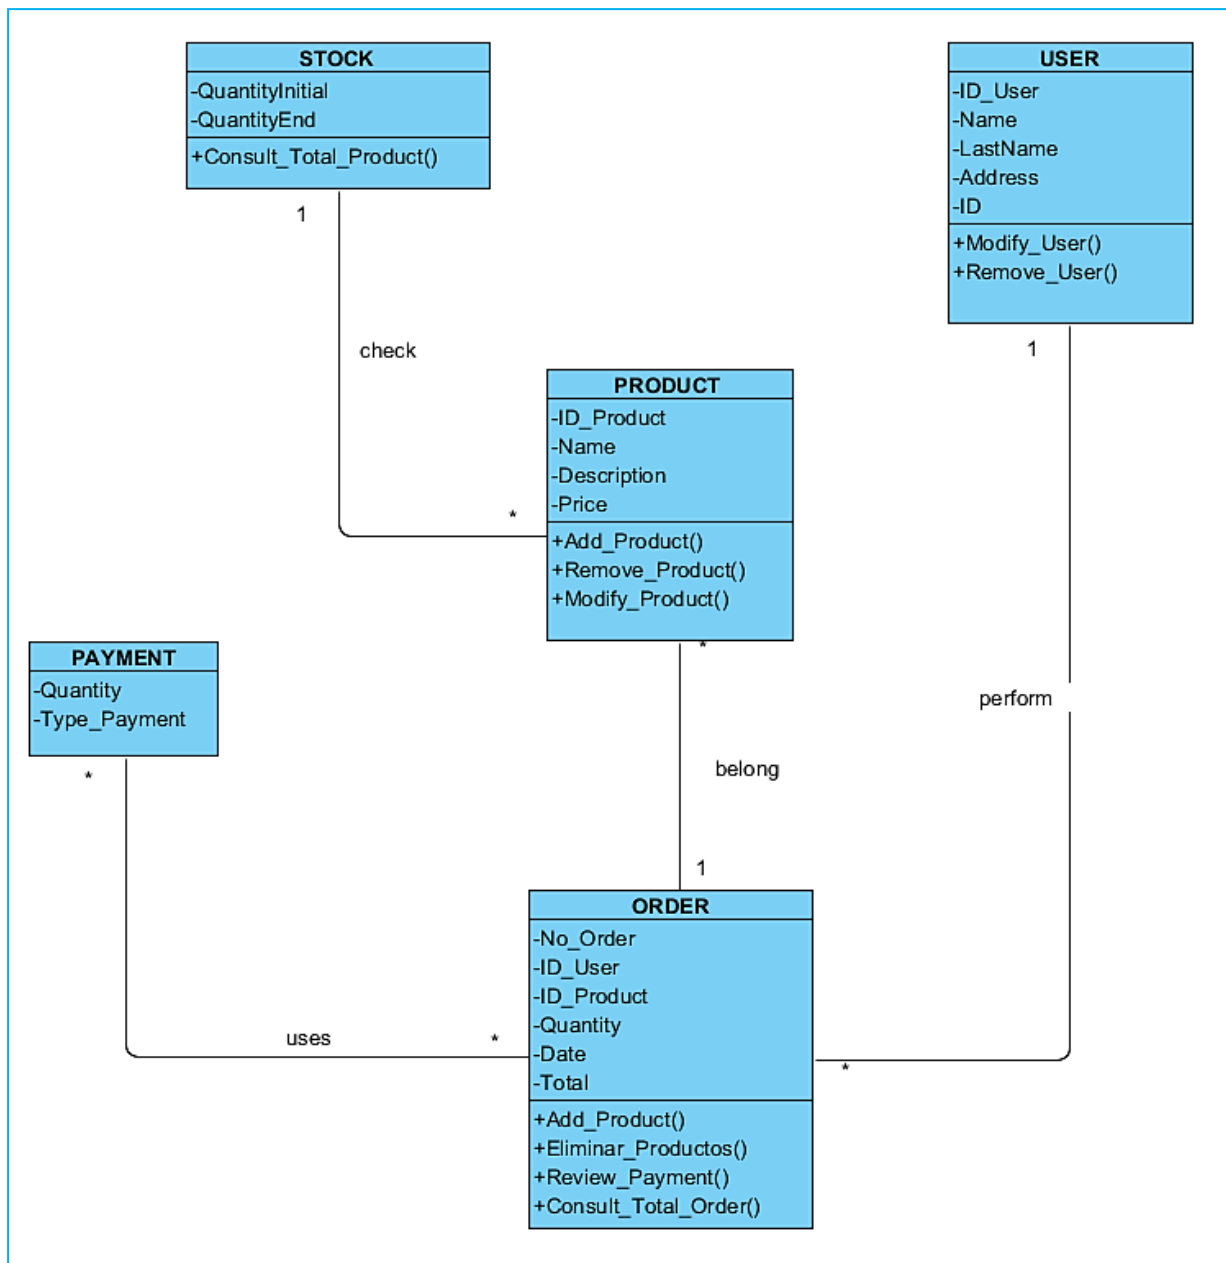 STOCK
-QuantityInitial
-QuantityEnd
+Consult_Total_Product()
1
USER
-ID_User
-Name
-LastName
-Address
-ID
+Modify_User()
+Remove_User()
1
check
PRODUCT
-ID_Product
-Name
-Description
-Price
+Add_Product()
+Remove_Product()
+Modify_Product()
*
*
PAYMENT
-Quantity
-Type_Payment
*
perform
belong
1
uses
*
ORDER
-No_Order
-ID_User
-ID_Product
-Quantity
-Date
-Total
+Add_Product()
+Eliminar_Productos()
+Review_Payment()
+Consult_Total_Order()
*